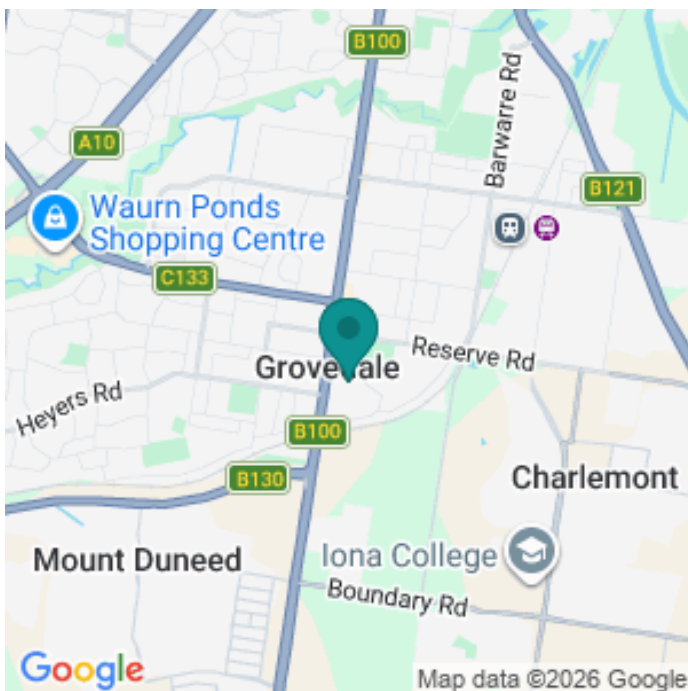 B100
Barwarre Rd
A10
B121
Waurn Ponds
Shopping Centre
C133
Reserve Rd
Grovedale
Heyers Rd
B100
B130
Charlemont
Mount Duneed
Iona College
Boundary Rd
Google
Map data ©2026 Google